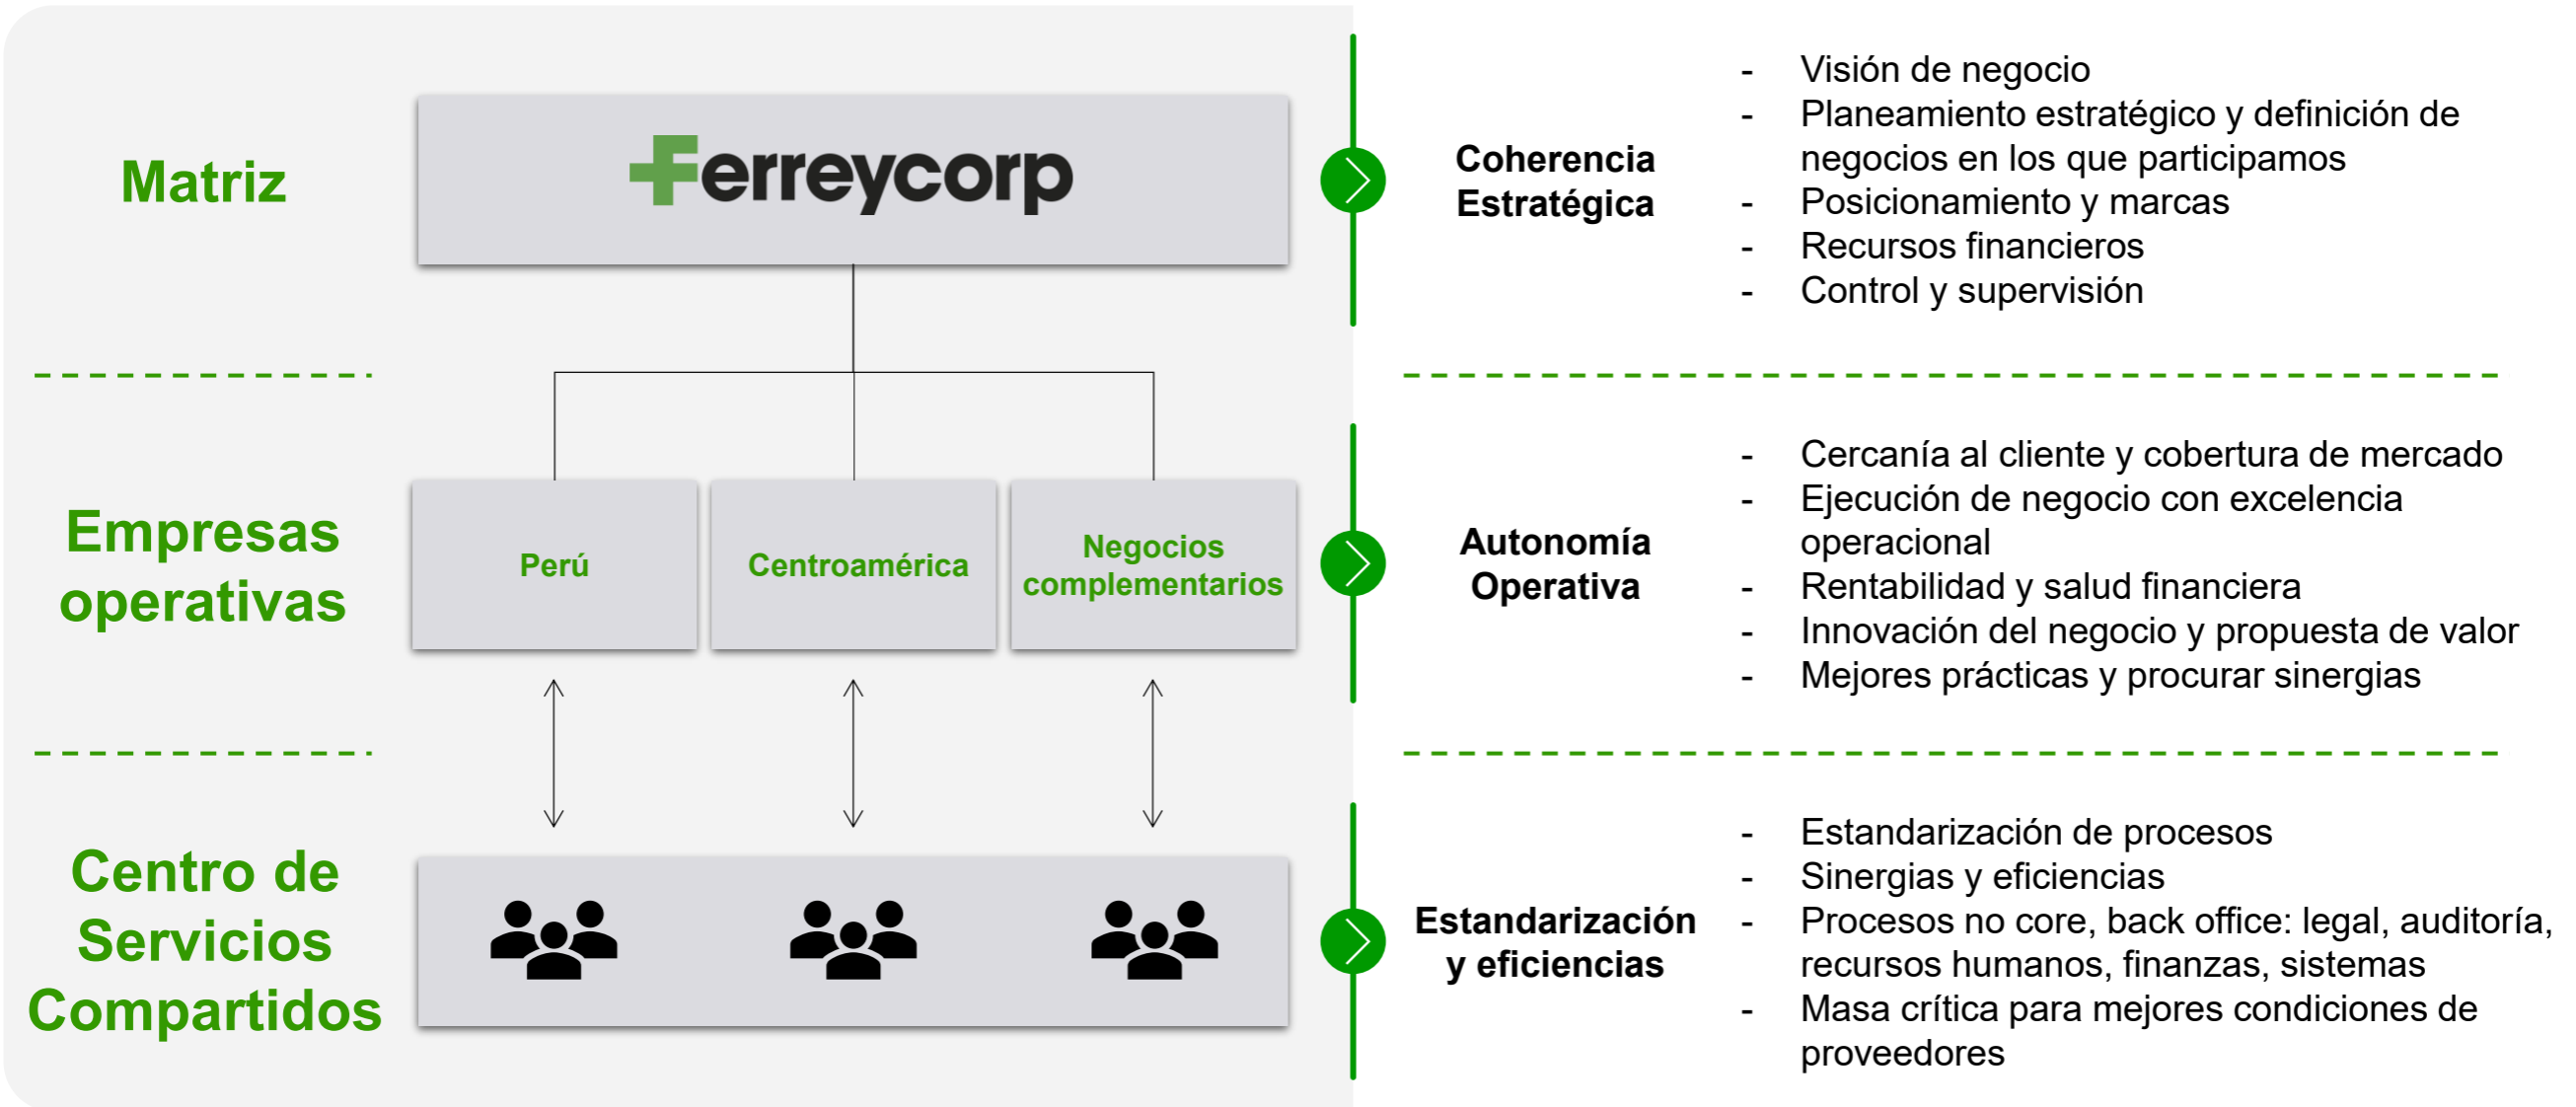 Matriz
Ferreycorp
Coherencia
Estratégica
- Visión de negocio
- Planeamiento estratégico y definición de
negocios en los que participamos
- Posicionamiento y marcas
- Recursos financieros
- Control y supervisión
Empresas
operativas
Perú
Centroamérica
Negocios
complementarios
Autonomía
Operativa
- Cercanía al cliente y cobertura de mercado
- Ejecución de negocio con excelencia
operacional
- Rentabilidad y salud financiera
- Innovación del negocio y propuesta de valor
- Mejores prácticas y procurar sinergias
Centro de
Servicios
Compartidos
Estandarización
y eficiencias
- Estandarización de procesos
- Sinergias y eficiencias
- Procesos no core, back office: legal, auditoría,
recursos humanos, finanzas, sistemas
- Masa crítica para mejores condiciones de
proveedores